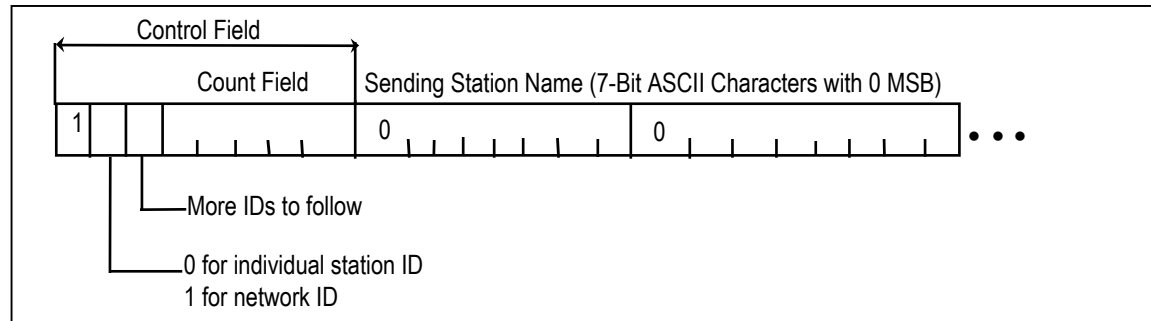 Control Field
Count Field
Sending Station Name (7-Bit ASCII Characters with 0 MSB)
1
0
0
•••
More IDs to follow
0 for individual station ID
1 for network ID